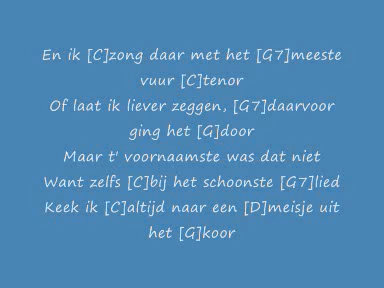 En ik [C]zong daar met het [G7]meeste
vuur [C]tenor
Of laat ik liever zeggen, [G7]daarvoor
ging het [G]door
Maar t' voornaamste was dat niet
Want zelfs [C]bij het schoonste [G7]lied
Keek ik [C]altijd naar een [D]meisje uit
het [G]koor